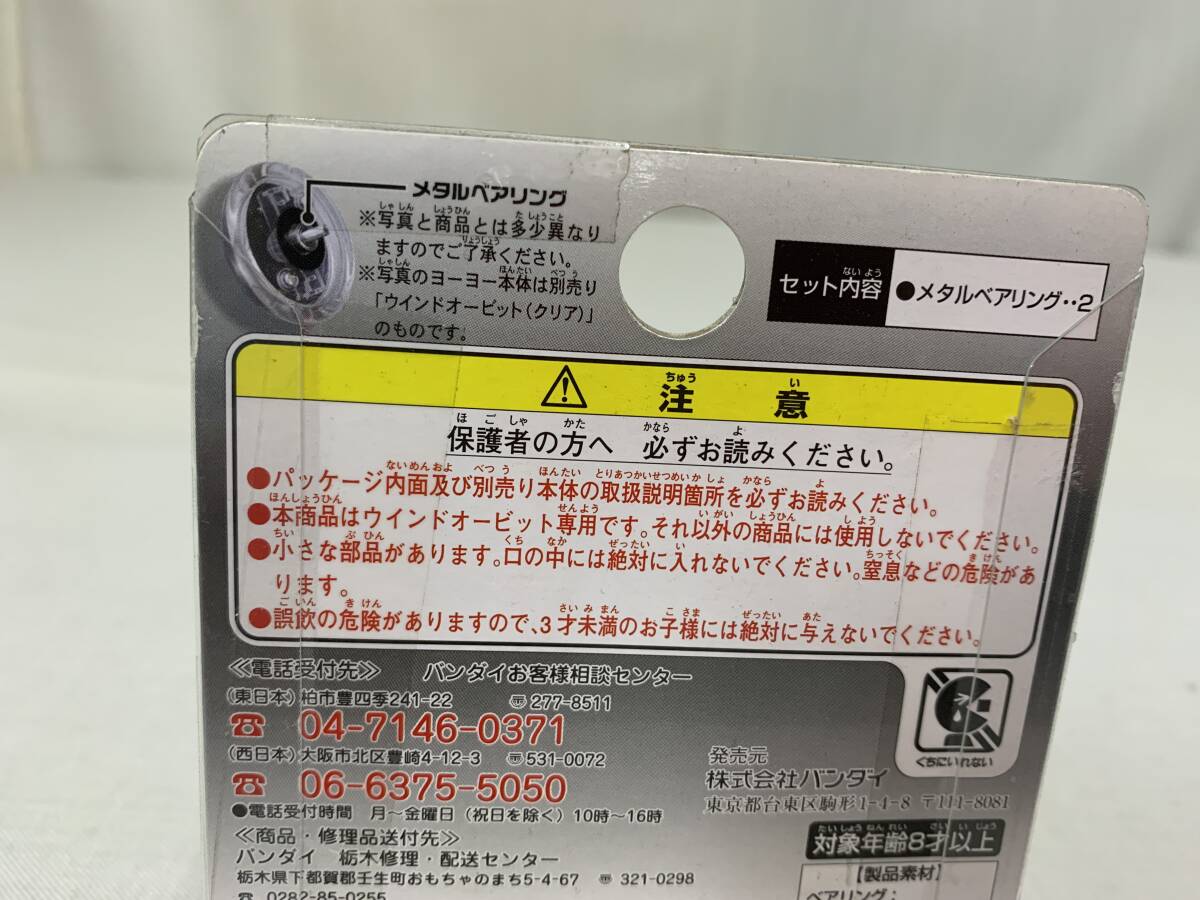 メタルベアリング
※写真と商品とは多少異なり
ますのでご了承ください。
※写真のヨーヨー本体は別売り
「ウインドオービット(クリア)」
のものです。
セット内容 ●メタルベアリング‥2
⚠ 注意
保護者の方へ 必ずお読みください。
●パッケージ内面及び別売り本体の取扱説明箇所を必ずお読みください。
●本商品はウインドオービット専用です。それ以外の商品には使用しないでください。
●小さな部品があります。口の中には絶対に入れないでください。窒息などの危険があ
ります。
●誤飲の危険がありますので、3才未満のお子様には絶対に与えないでください。
≪電話受付先≫ バンダイお客様相談センター
(東日本)柏市豊四季241-22 〠277-8511
☎ 04-7146-0371
(西日本)大阪市北区豊崎4-12-3 〠531-0072
☎ 06-6375-5050
●電話受付時間 月〜金曜日(祝日を除く)10時〜16時
≪商品・修理品送付先≫
バンダイ 栃木修理・配送センター
栃木県下都賀郡壬生町おもちゃのまち5-4-67 〠321-0298
☎ 0282-85-0255
くちにいれない
発売元
株式会社バンダイ
東京都台東区駒形1-4-8 〒111-8081
対象年齢8才以上
【製品素材】
ベアリング: